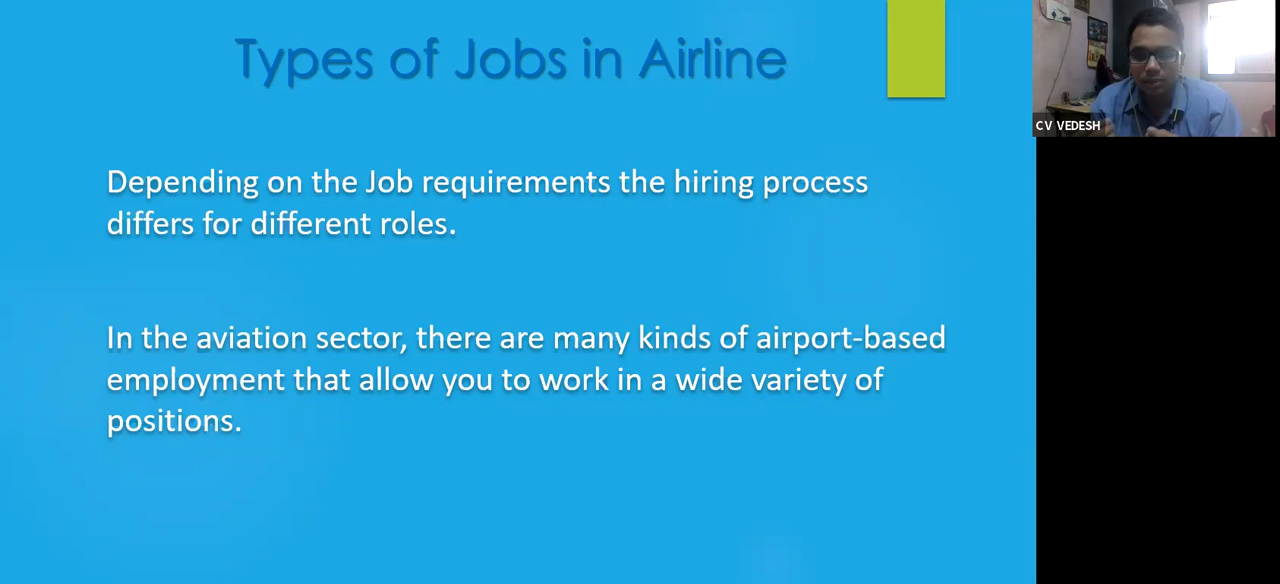 Types of Jobs in Airline
Depending on the Job requirements the hiring process
differs for different roles.
In the aviation sector, there are many kinds of airport-based
employment that allow you to work in a wide variety of
positions.
CV VEDESH